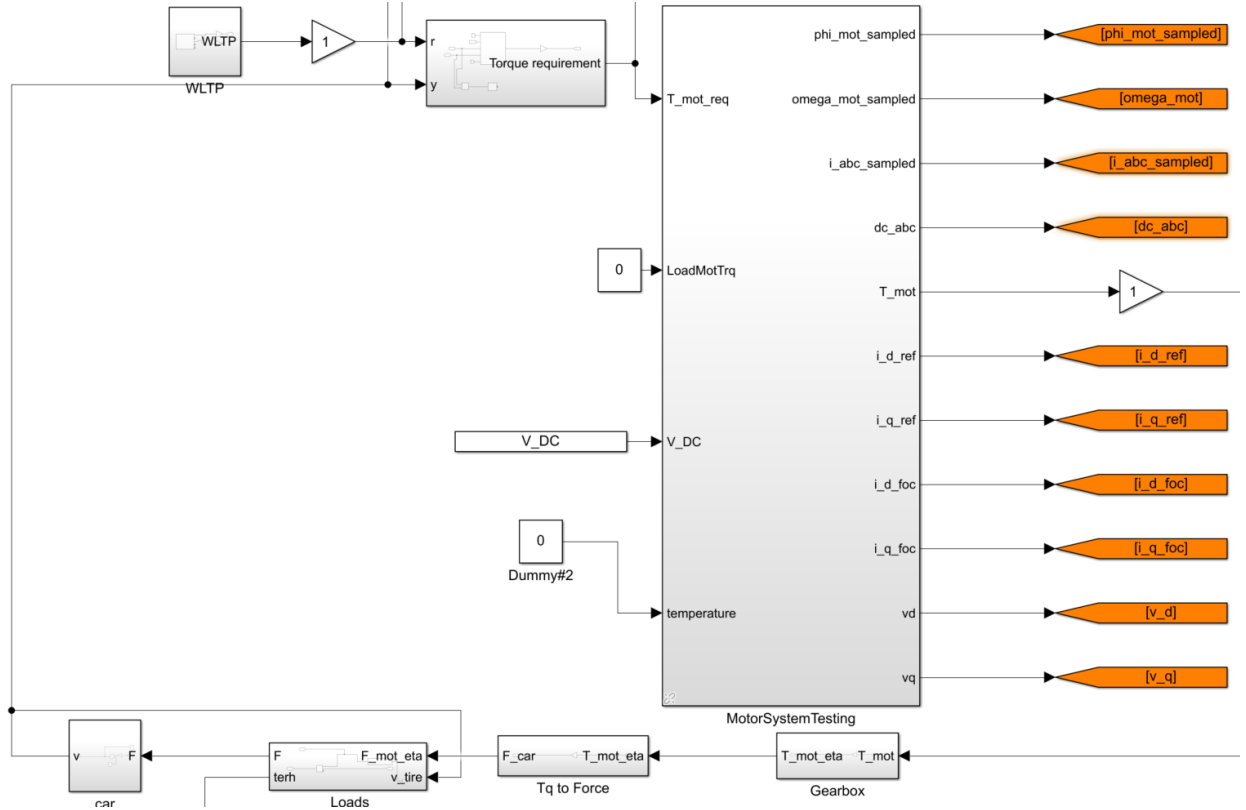 WLTP
WLTP
1
r
y
Torque requirement
T_mot_req
LoadMotTrq
0
V_DC
V_DC
0
Dummy#2
temperature
phi_mot_sampled
omega_mot_sampled
i_abc_sampled
dc_abc
T_mot
i_d_ref
i_q_ref
i_d_foc
i_q_foc
vd
vq
MotorSystemTesting
[phi_mot_sampled]
[omega_mot]
[i_abc_sampled]
[dc_abc]
1
[i_d_ref]
[i_q_ref]
[i_d_foc]
[i_q_foc]
[v_d]
[v_q]
v
F
car
F
terh
F_mot_eta
v_tire
Loads
F_car
T_mot_eta
Tq to Force
T_mot_eta
T_mot
Gearbox